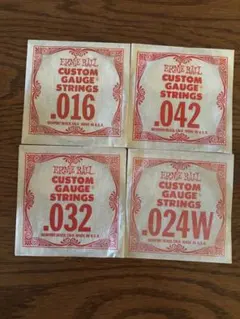 ERNIE BALL
CUSTOM
GAUGE
STRINGS
.016
ERNIE BALL
CUSTOM
GAUGE
STRINGS
.042
ERNIE BALL
CUSTOM
GAUGE
STRINGS
.032
ERNIE BALL
CUSTOM
GAUGE
STRINGS
.024W